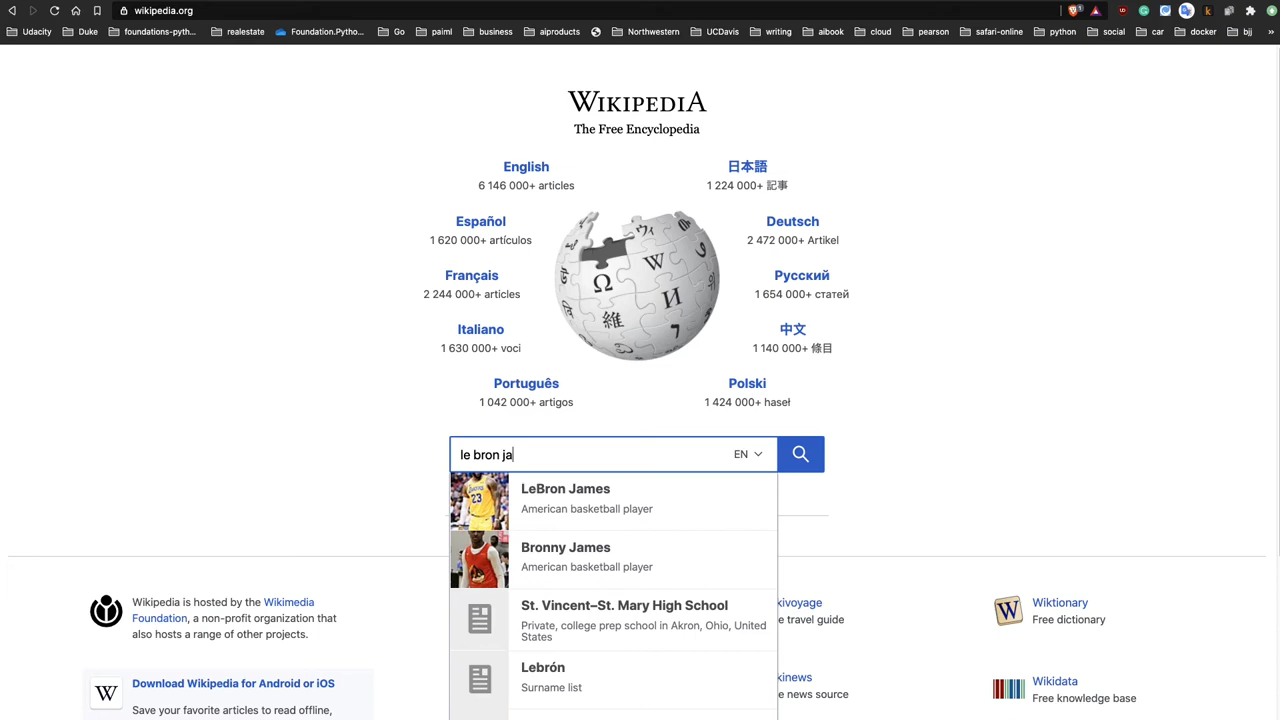 wikipedia.org
Udacity Duke foundations-pyth... realestate Foundation.Pytho... Go paiml business aiproducts Northwestern UCDavis writing aibook cloud pearson safari-online python social car docker bjj »
WIKIPEDIA
The Free Encyclopedia
English
6 146 000+ articles
日本語
1 224 000+ 記事
Español
1 620 000+ artículos
Deutsch
2 472 000+ Artikel
Français
2 244 000+ articles
Русский
1 654 000+ статей
Italiano
1 630 000+ voci
中文
1 140 000+ 條目
Português
1 042 000+ artigos
Polski
1 424 000+ haseł
le bron ja
EN
LeBron James
American basketball player
Bronny James
American basketball player
St. Vincent–St. Mary High School
Private, college prep school in Akron, Ohio, United
States
Lebrón
Surname list
Wikipedia is hosted by the Wikimedia
Foundation, a non-profit organization that
also hosts a range of other projects.
Download Wikipedia for Android or iOS
Save your favorite articles to read offline,
kivoyage
e travel guide
Wiktionary
Free dictionary
kinews
e news source
Wikidata
Free knowledge base